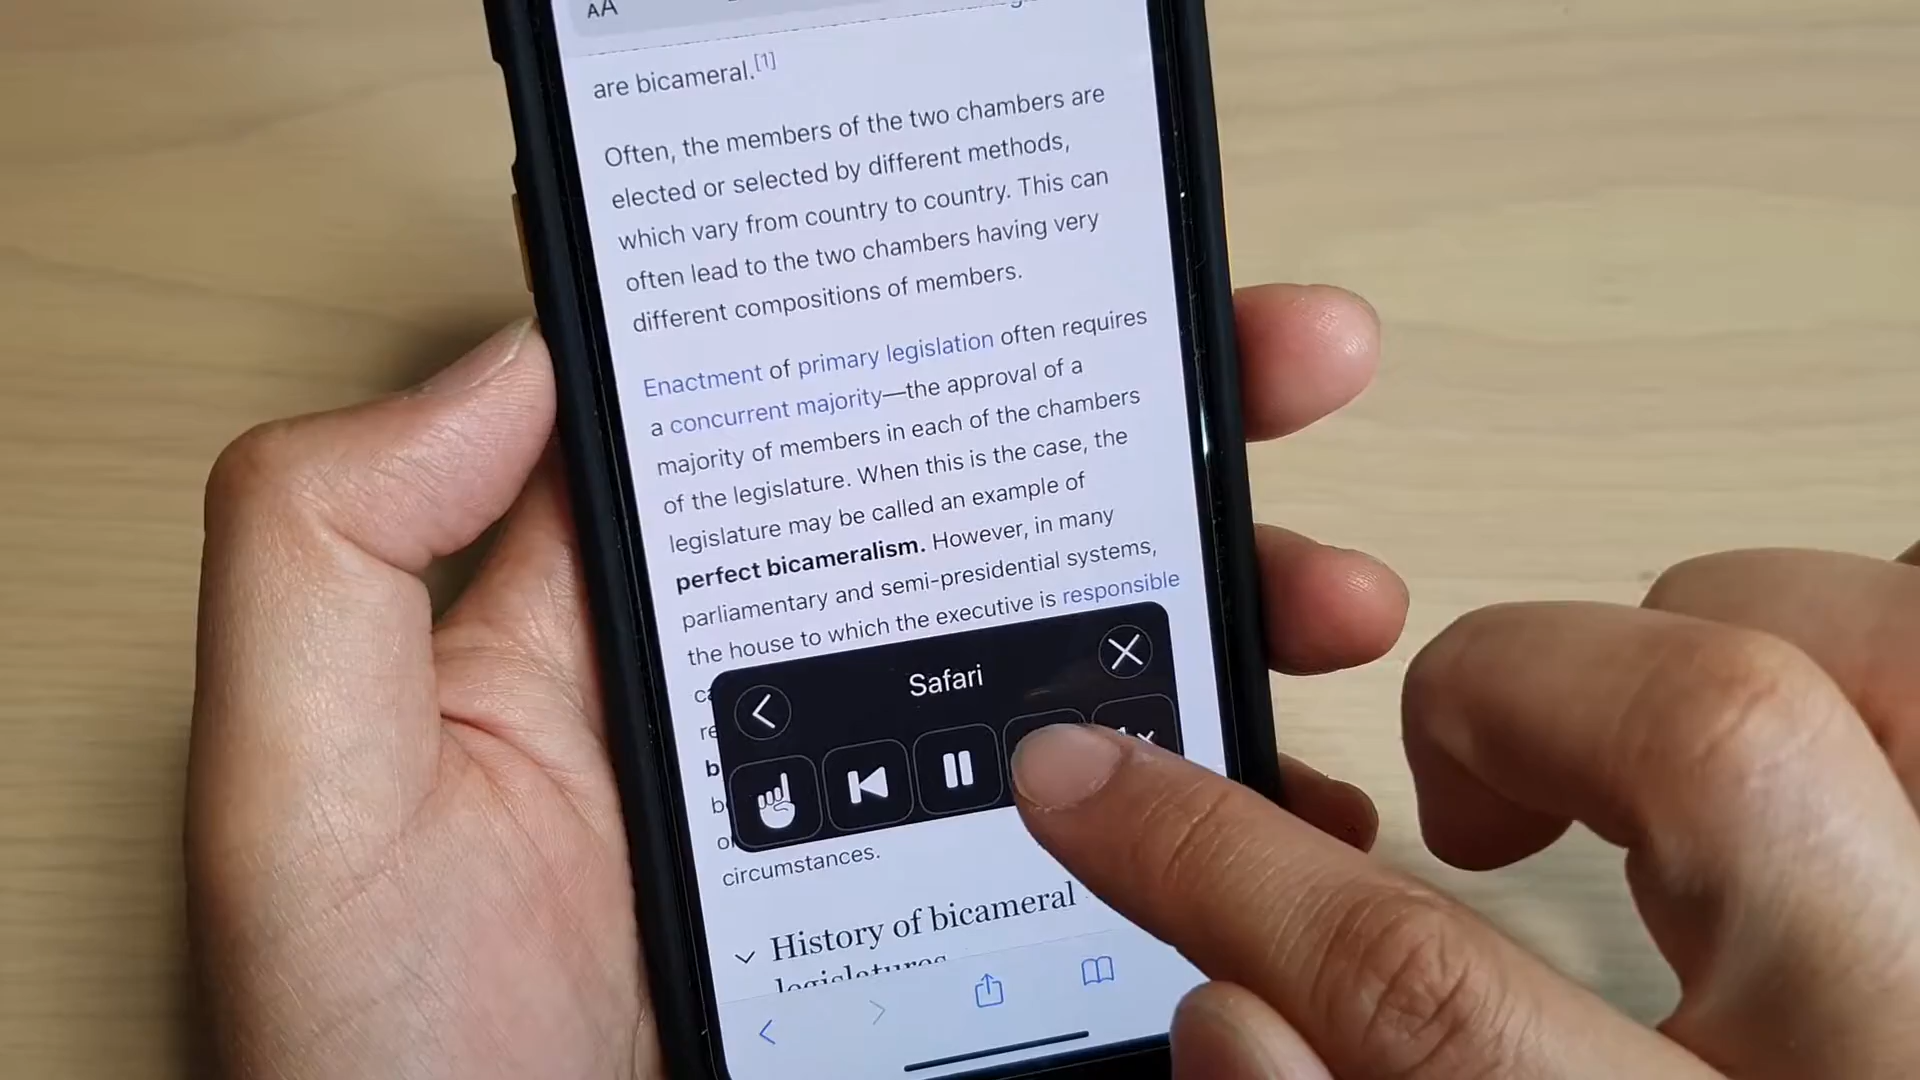 AA
are bicameral.[1]
Often, the members of the two chambers are
elected or selected by different methods,
which vary from country to country. This can
often lead to the two chambers having very
different compositions of members.
Enactment of primary legislation often requires
a concurrent majority—the approval of a
majority of members in each of the chambers
of the legislature. When this is the case, the
legislature may be called an example of
perfect bicameralism. However, in many
parliamentary and semi-presidential systems,
the house to which the executive is responsible
Safari
circumstances.
History of bicameral
legislatures